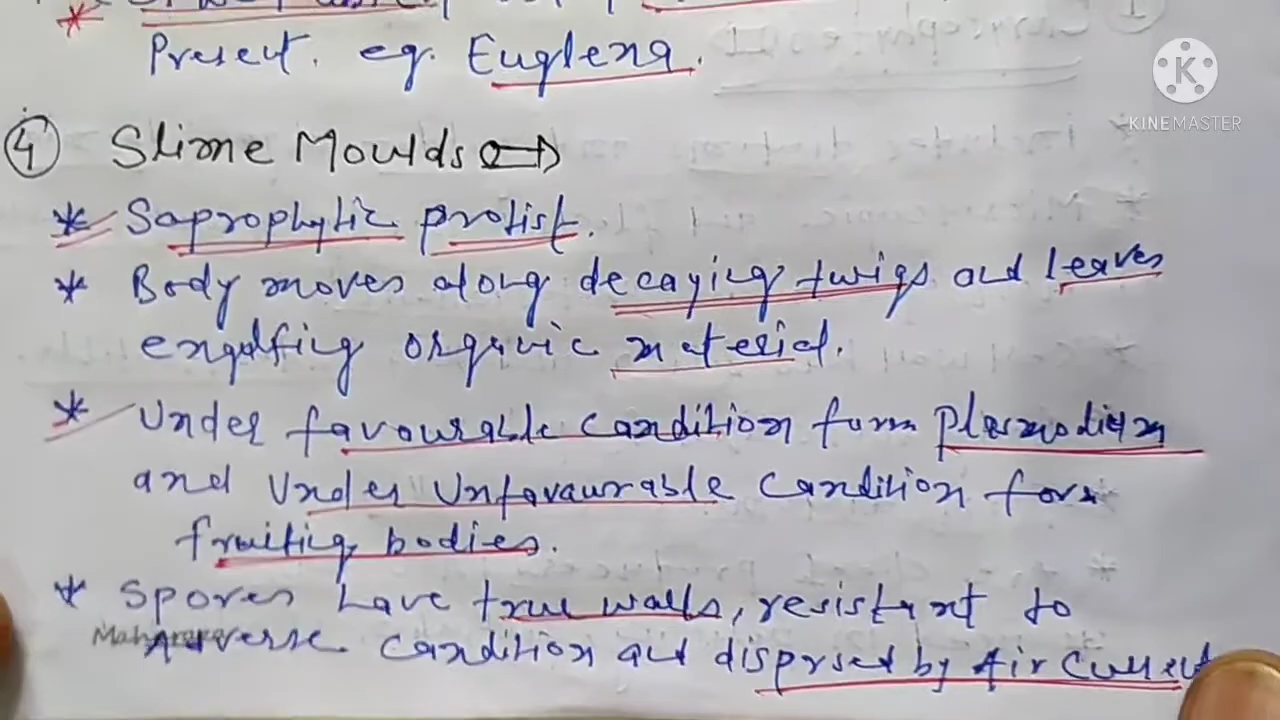 Present. eg. Euglena.
④ Slime Moulds
* Saprophytic protist.
* Body moves along decaying twigs and leaves
engulfing organic material.
* Under favourable condition form Plasmodium
and Under Unfavourable condition form
fruiting bodies.
* Spores have true walls, resistant to
Adverse condition and disprsed by Air Current
KINEMASTER